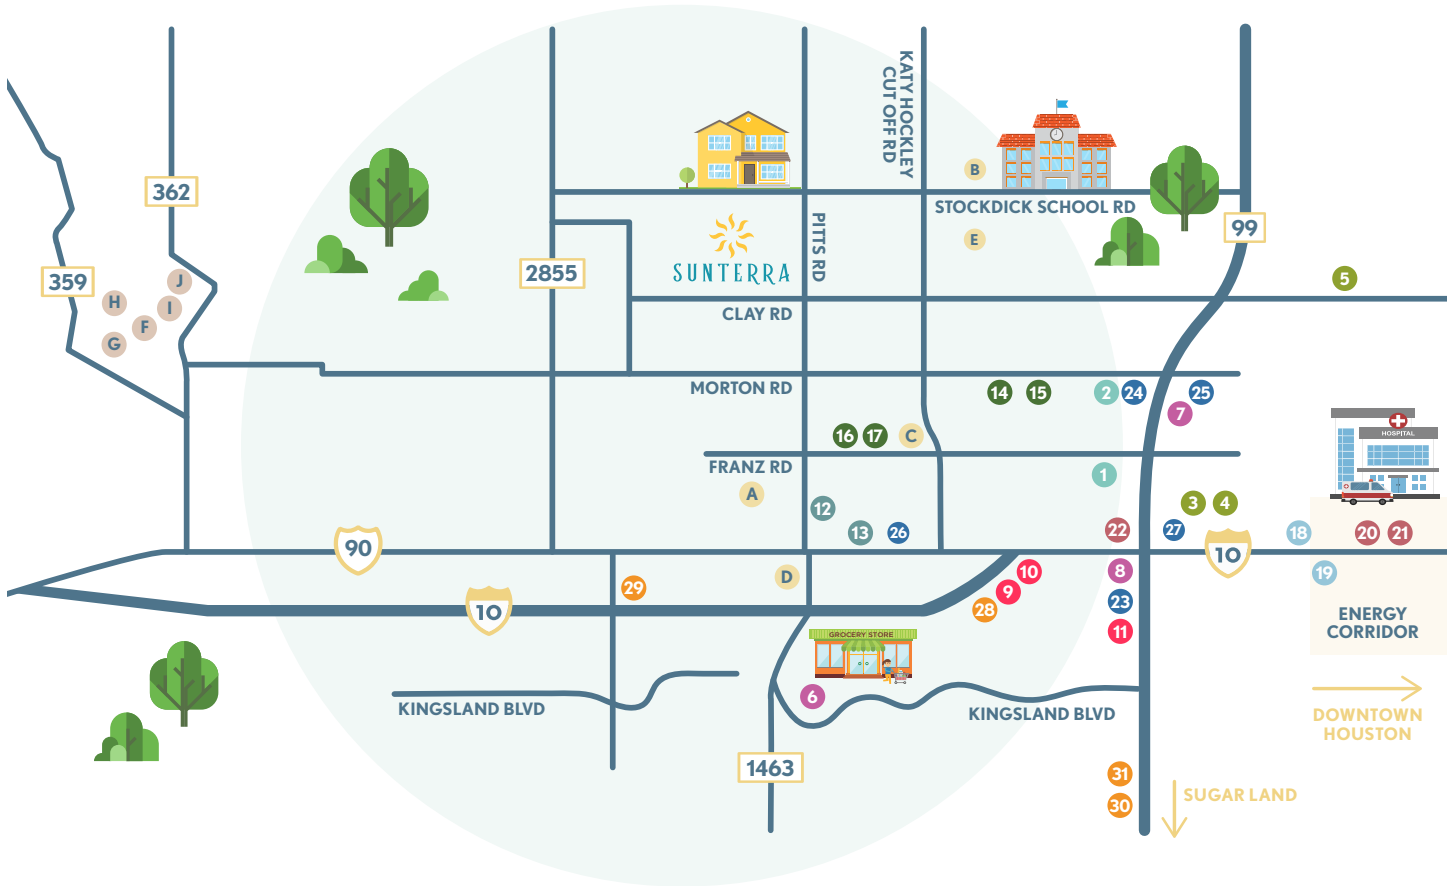 KATY HOCKLEY
CUT OFF RD
362
B
STOCKDICK SCHOOL RD
99
PITTS RD
E
SUNTERRA
2855
359
J
H
I
F
G
5
CLAY RD
MORTON RD
14
15
2
24
25
7
16
17
C
HOSPITAL
FRANZ RD
1
A
12
3
4
13
26
22
27
18
20
21
90
10
10
8
19
D
29
9
23
28
10
11
ENERGY
CORRIDOR
GROCERY STORE
6
KINGSLAND BLVD
KINGSLAND BLVD
DOWNTOWN
HOUSTON
1463
31
30
SUGAR LAND